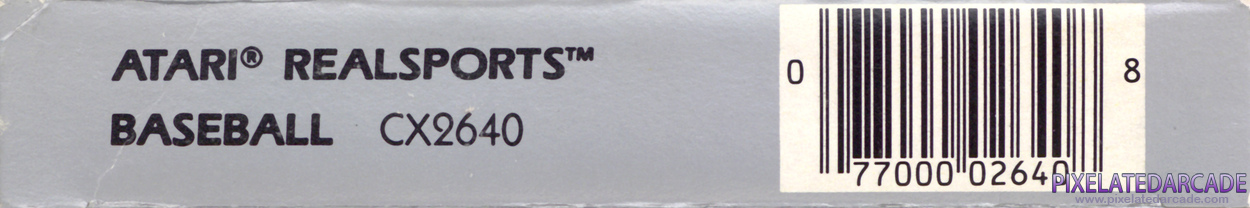 ATARI® REALSPORTS™
BASEBALL CX2640
0 77000 02640 8
PIXELATEDARCADE
www.pixelatedarcade.com